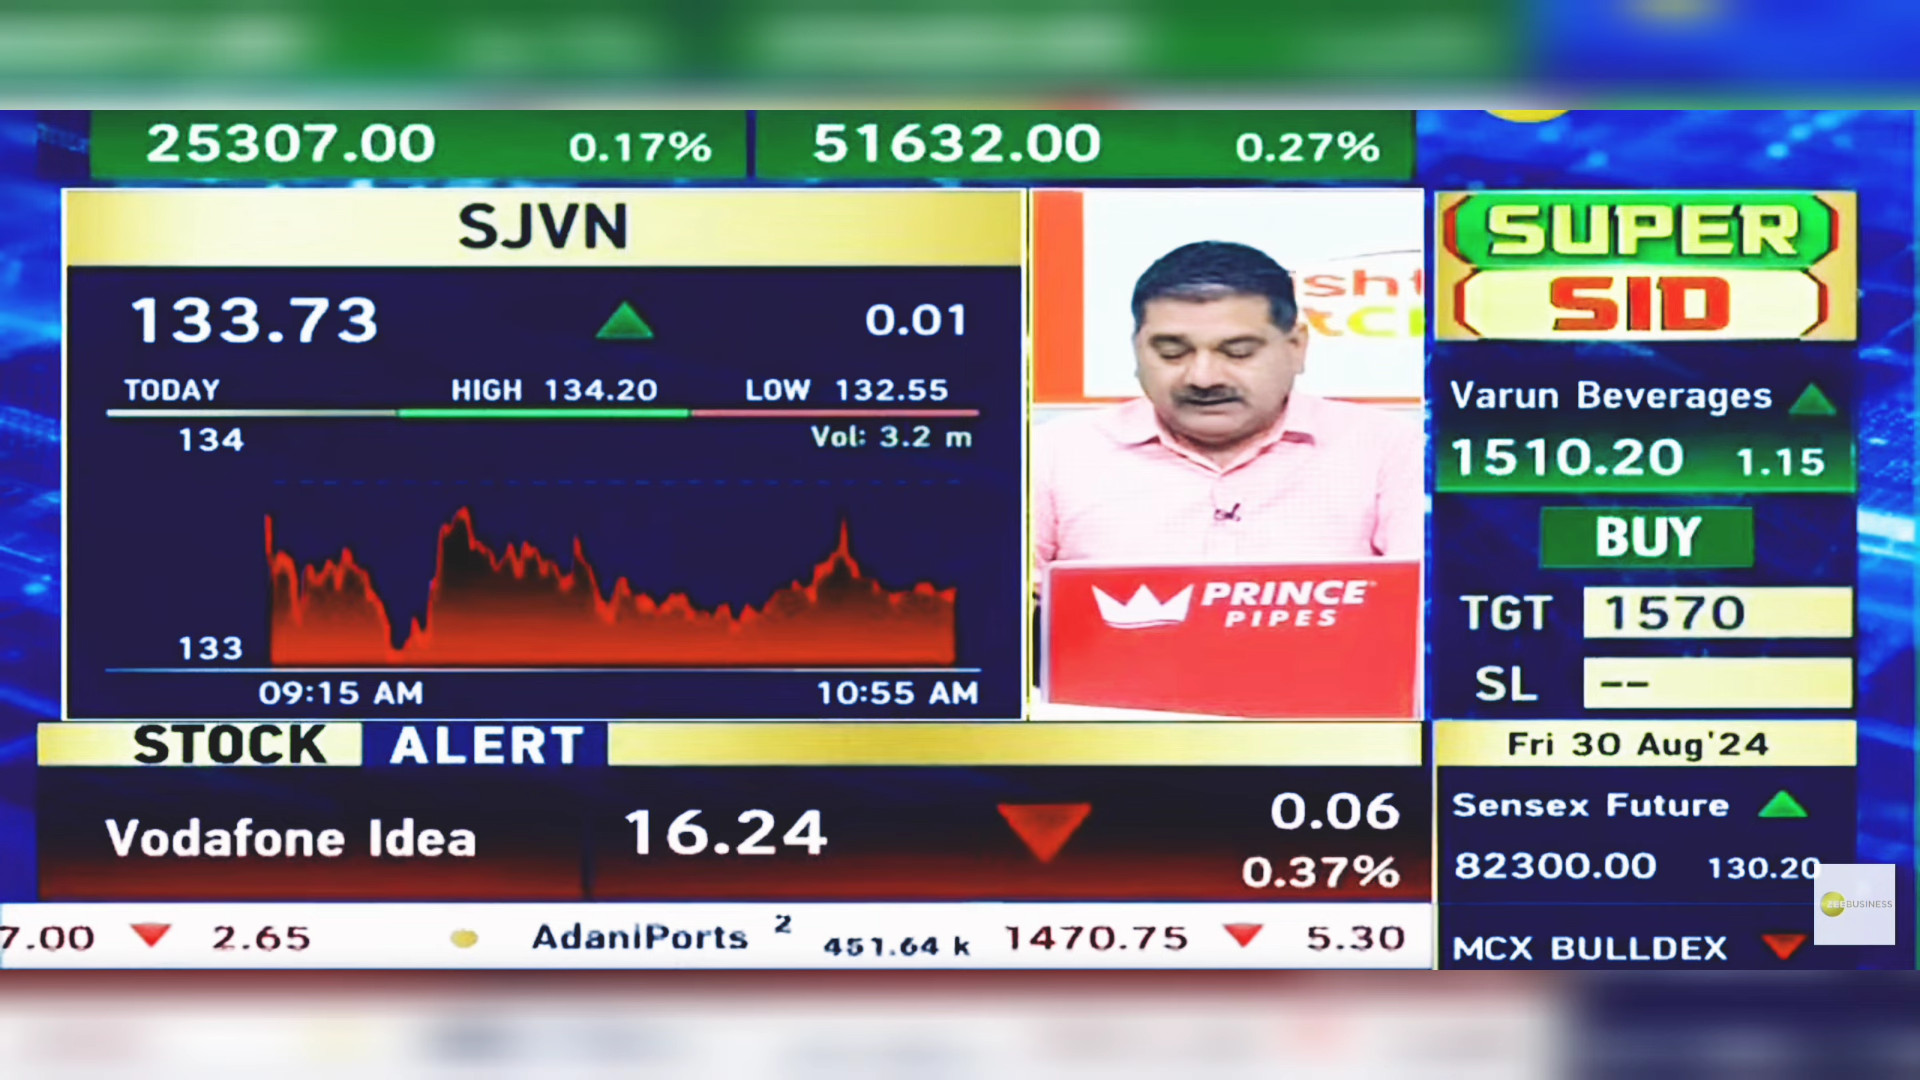 25307.00 0.17% 51632.00 0.27%
SJVN
133.73 0.01
TODAY HIGH 134.20 LOW 132.55
134
Vol: 3.2 m
133
09:15 AM 10:55 AM
PRINCE
PIPES
SUPER
SID
Varun Beverages
1510.20 1.15
BUY
TGT 1570
SL --
STOCK ALERT
Vodafone Idea 16.24 0.06
0.37%
7.00 2.65 AdaniPorts 2 451.64 k 1470.75 5.30
Fri 30 Aug'24
Sensex Future
82300.00 130.20
MCX BULLDEX
ZEEBUSINESS